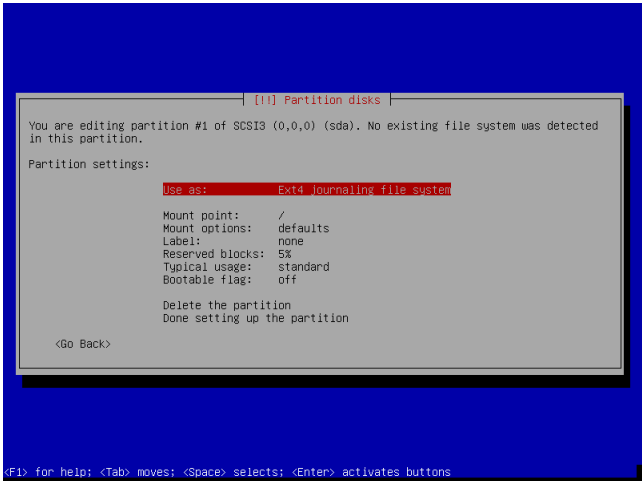 [!!] Partition disks
You are editing partition #1 of SCSI3 (0,0,0) (sda). No existing file system was detected
in this partition.
Partition settings:
Use as: Ext4 journaling file system
Mount point: /
Mount options: defaults
Label: none
Reserved blocks: 5%
Typical usage: standard
Bootable flag: off
Delete the partition
Done setting up the partition
<Go Back>
<F1> for help; <Tab> moves; <Space> selects; <Enter> activates buttons